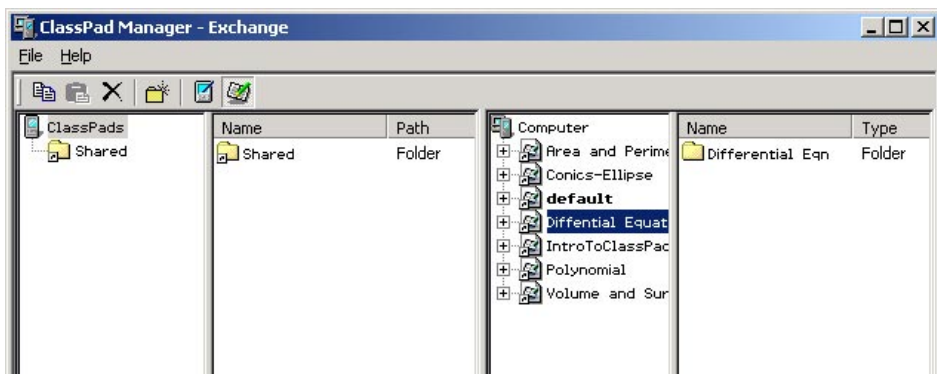 ClassPad Manager - Exchange
File Help
ClassPads
Shared
Name Path
Shared Folder
Computer
Area and Perime
Conics-Ellipse
default
Diffential Equat
IntroToClassPac
Polynomial
Volume and Sur
Name Type
Differential Eqn Folder